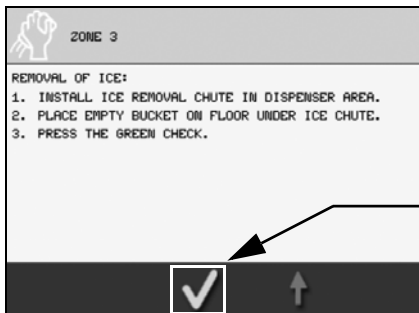 ZONE 3
REMOVAL OF ICE:
1. INSTALL ICE REMOVAL CHUTE IN DISPENSER AREA.
2. PLACE EMPTY BUCKET ON FLOOR UNDER ICE CHUTE.
3. PRESS THE GREEN CHECK.